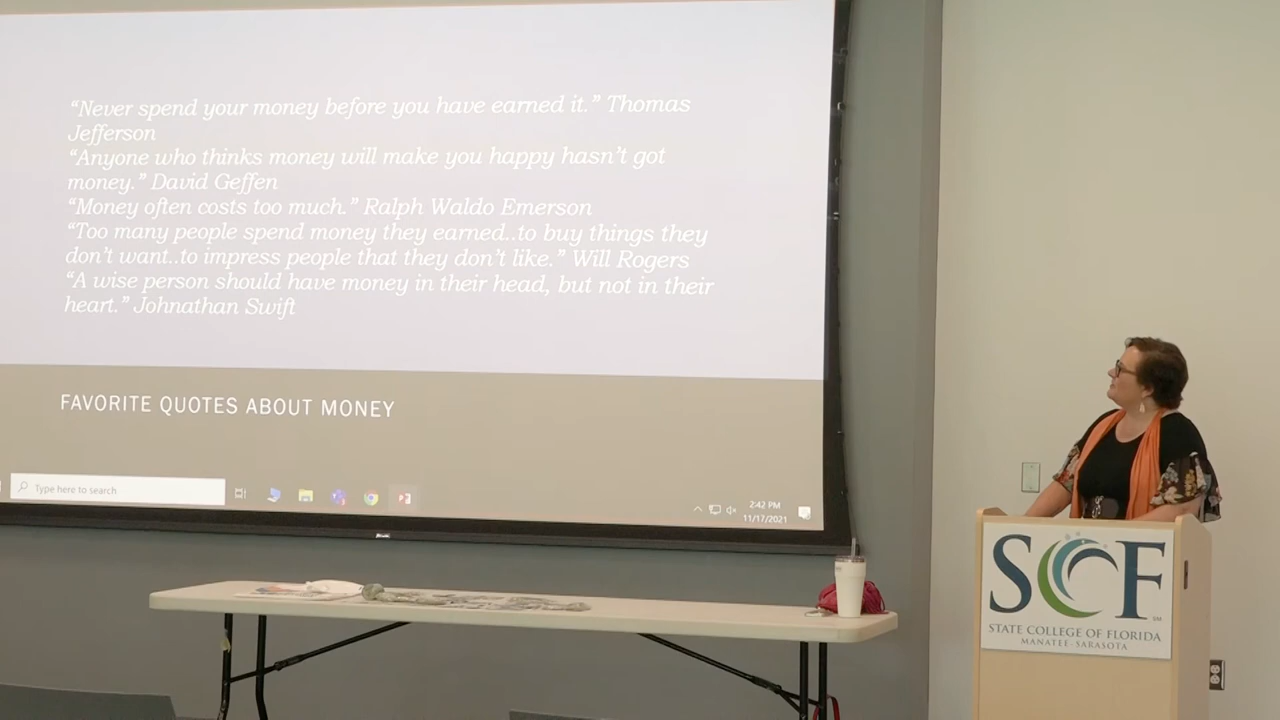 “Never spend your money before you have earned it.” Thomas
Jefferson
“Anyone who thinks money will make you happy hasn’t got
money.” David Geffen
“Money often costs too much.” Ralph Waldo Emerson
“Too many people spend money they earned..to buy things they
don’t want..to impress people that they don’t like.” Will Rogers
“A wise person should have money in their head, but not in their
heart.” Johnathan Swift
FAVORITE QUOTES ABOUT MONEY
Type here to search
2:42 PM
11/17/2021
SCF
SM
STATE COLLEGE OF FLORIDA
MANATEE-SARASOTA